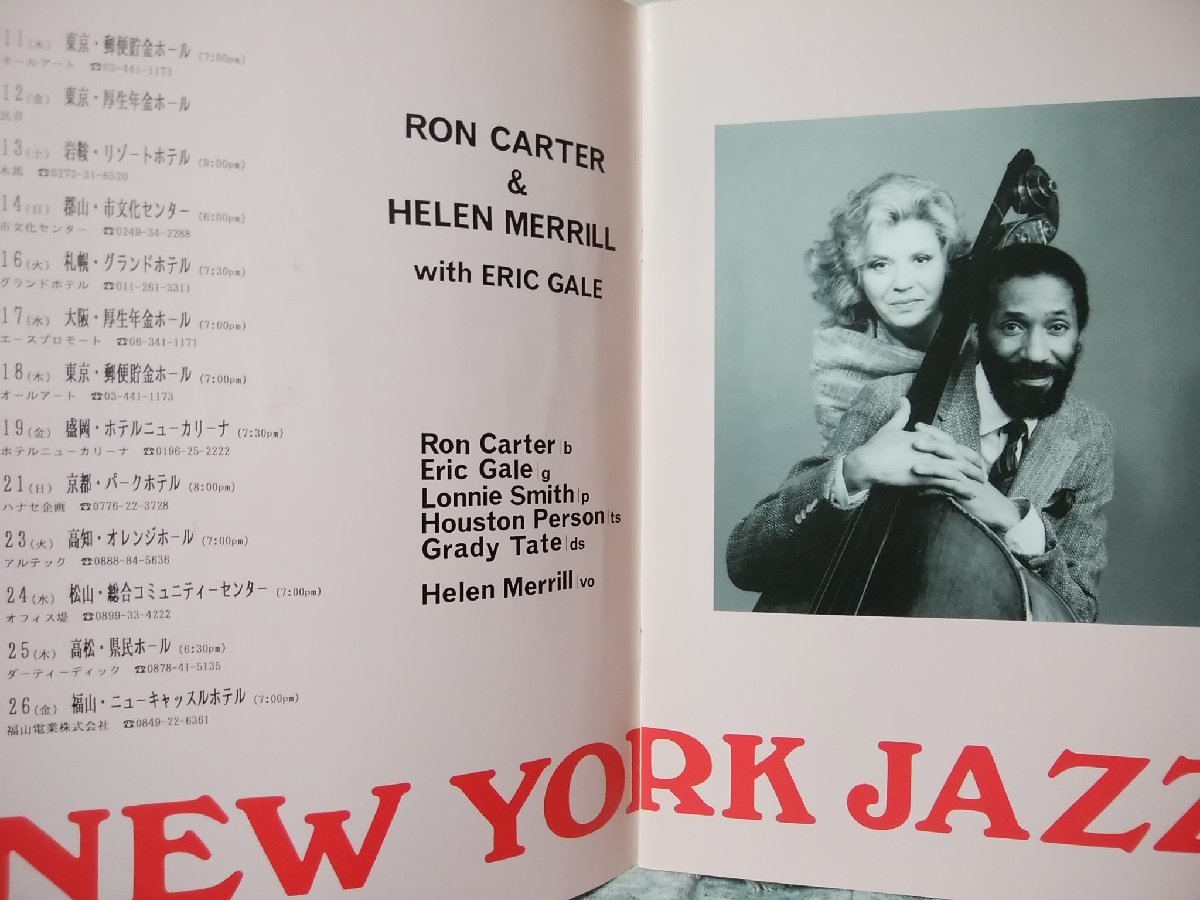 11(木) 東京・郵便貯金ホール (7:00pm)
オールアート ☎03-441-1173
12(金) 東京・厚生年金ホール
民音
13(土) 岩鞍・リゾートホテル (9:00pm)
木馬 ☎0272-31-6520
14(日) 郡山・市文化センター (6:00pm)
市文化センター ☎0249-34-2288
16(火) 札幌・グランドホテル (7:30pm)
グランドホテル ☎011-261-3311
17(水) 大阪・厚生年金ホール (7:00pm)
エースプロモート ☎06-341-1171
18(木) 東京・郵便貯金ホール (7:00pm)
オールアート ☎03-441-1173
19(金) 盛岡・ホテルニューカリーナ (7:30pm)
ホテルニューカリーナ ☎0196-25-2222
21(日) 京都・パークホテル (8:00pm)
ハナセ企画 ☎0776-22-3728
23(火) 高知・オレンジホール (7:00pm)
アルテック ☎0888-84-5636
24(水) 松山・総合コミュニティーセンター (7:00pm)
オフィス堤 ☎0899-33-4222
25(木) 高松・県民ホール (6:30pm)
ダーティーディック ☎0878-41-5135
26(金) 福山・ニューキャッスルホテル (7:00pm)
福山電業株式会社 ☎0849-22-6361
RON CARTER
&
HELEN MERRILL
with ERIC GALE
Ron Carter|b
Eric Gale|g
Lonnie Smith|p
Houston Person|ts
Grady Tate|ds
Helen Merrill|vo
NEW YORK JAZZ